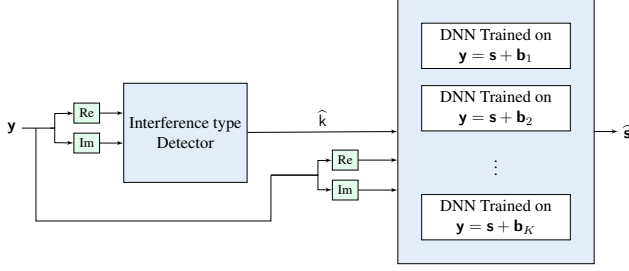 y
Re
Im
Interference type
Detector
k̂
Re
Im
DNN Trained on
y = s + b₁
DNN Trained on
y = s + b₂
⋮
DNN Trained on
y = s + b_K
ŝ